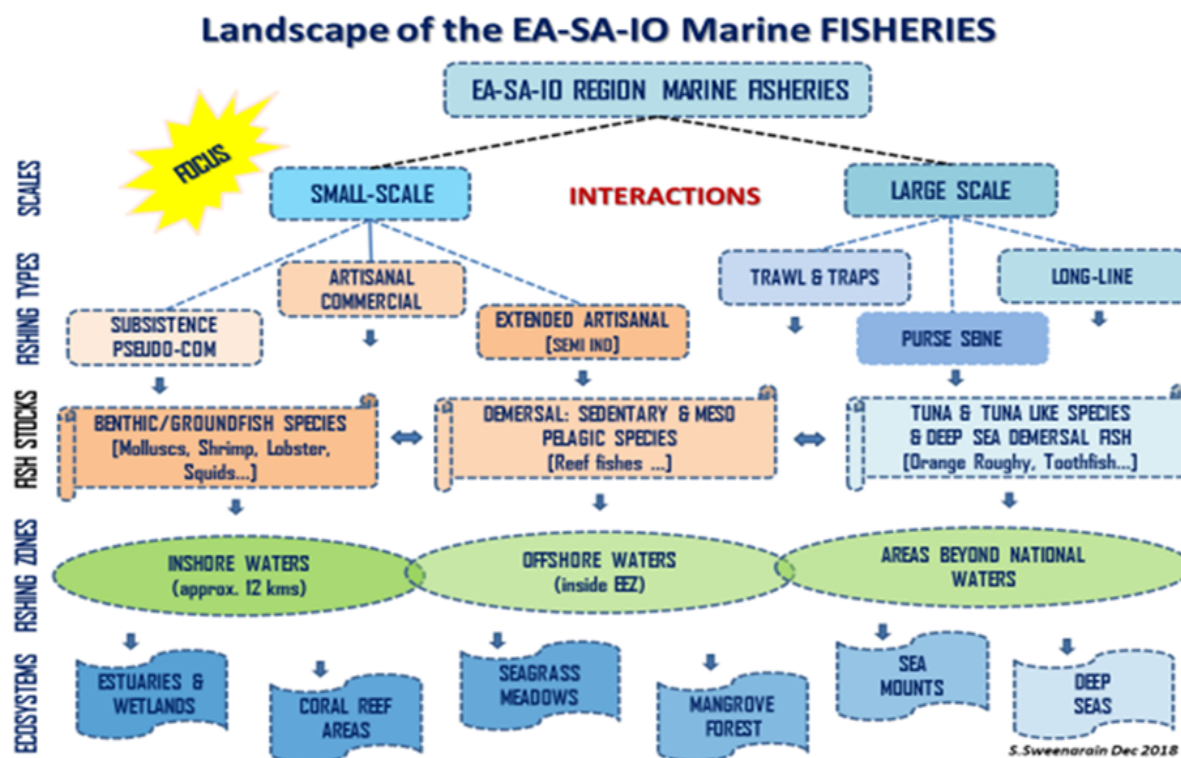 Landscape of the EA-SA-IO Marine FISHERIES
EA-SA-IO REGION MARINE FISHERIES
FOCUS
SCALES
SMALL-SCALE
INTERACTIONS
LARGE SCALE
FISHING TYPES
SUBSISTENCE
PSEUDO-COM
ARTISANAL
COMMERCIAL
EXTENDED ARTISANAL
[SEMI IND]
TRAWL & TRAPS
PURSE SEINE
LONG-LINE
FISH STOCKS
BENTHIC/GROUNDFISH SPECIES
[Molluscs, Shrimp, Lobster,
Squids...]
DEMERSAL: SEDENTARY & MESO
PELAGIC SPECIES
[Reef fishes ...]
TUNA & TUNA LIKE SPECIES
& DEEP SEA DEMERSAL FISH
[Orange Roughy, Toothfish...]
FISHING ZONES
INSHORE WATERS
(approx. 12 kms)
OFFSHORE WATERS
(inside EEZ)
AREAS BEYOND NATIONAL
WATERS
ECOSYSTEMS
ESTUARIES &
WETLANDS
CORAL REEF
AREAS
SEAGRASS
MEADOWS
MANGROVE
FOREST
SEA
MOUNTS
DEEP
SEAS
S.Sweenarain Dec 2018